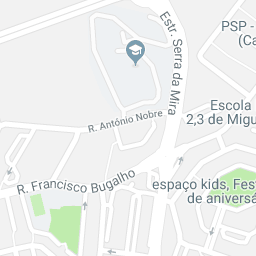 Estr. Serra da Mira
PSP -
(Ca
Escola
2,3 de Migu
R. António Nobre
R. Francisco Bugalho
espaço kids, Fes
de aniversá